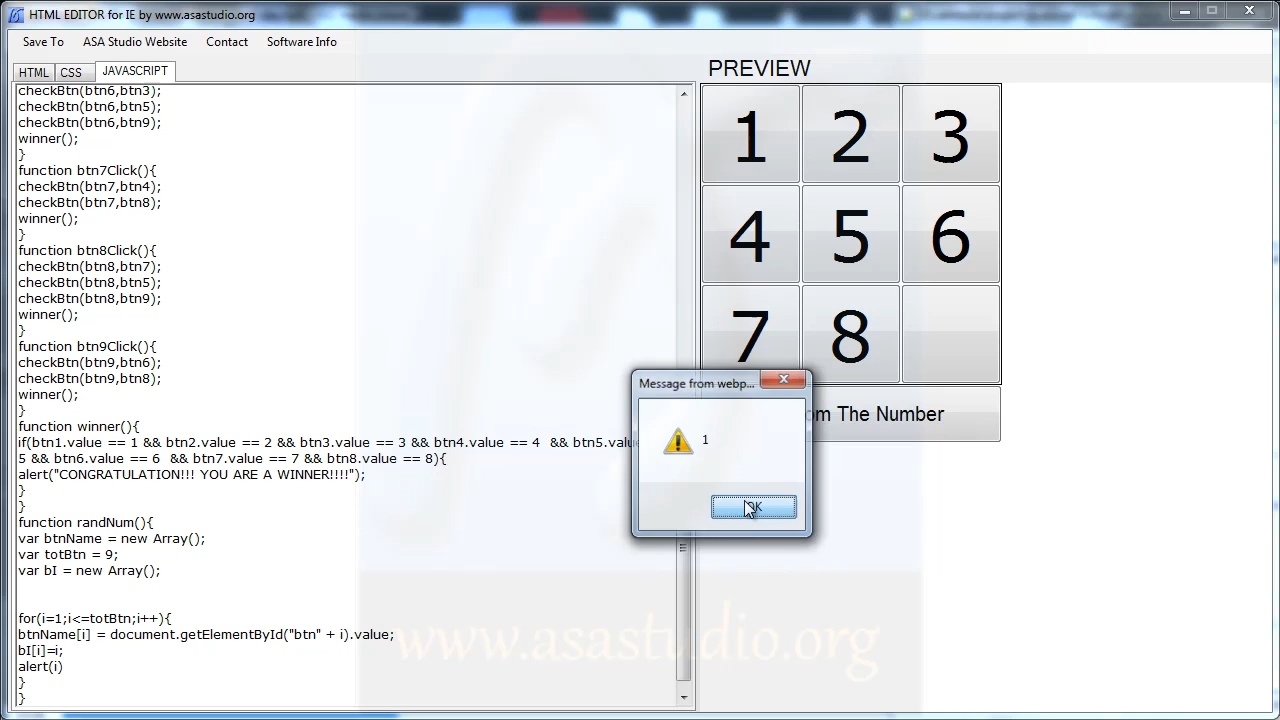 HTML EDITOR for IE by www.asastudio.org
Save To ASA Studio Website Contact Software Info
HTML CSS JAVASCRIPT
PREVIEW
checkBtn(btn6,btn3);
checkBtn(btn6,btn5);
checkBtn(btn6,btn9);
winner();
}
function btn7Click(){
checkBtn(btn7,btn4);
checkBtn(btn7,btn8);
winner();
}
function btn8Click(){
checkBtn(btn8,btn7);
checkBtn(btn8,btn5);
checkBtn(btn8,btn9);
winner();
}
function btn9Click(){
checkBtn(btn9,btn6);
checkBtn(btn9,btn8);
winner();
}
function winner(){
if(btn1.value == 1 && btn2.value == 2 && btn3.value == 3 && btn4.value == 4  && btn5.valu
5 && btn6.value == 6  && btn7.value == 7 && btn8.value == 8){
alert("CONGRATULATION!!! YOU ARE A WINNER!!!!");
}
}
function randNum(){
var btnName = new Array();
var totBtn = 9;
var bI = new Array();
for(i=1;i<=totBtn;i++){
btnName[i] = document.getElementById("btn" + i).value;
bI[i]=i;
alert(i)
}
}
1 2 3
4 5 6
7 8
om The Number
Message from webp...
1
OK
www.asastudio.org